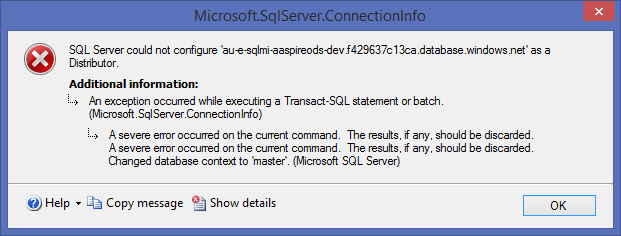 Microsoft.SqlServer.ConnectionInfo
SQL Server could not configure 'au-e-sqlmi-aaspireods-dev.f429637c13ca.database.windows.net' as a
Distributor.
Additional information:
An exception occurred while executing a Transact-SQL statement or batch.
(Microsoft.SqlServer.ConnectionInfo)
A severe error occurred on the current command. The results, if any, should be discarded.
A severe error occurred on the current command. The results, if any, should be discarded.
Changed database context to 'master'. (Microsoft SQL Server)
Help Copy message Show details OK